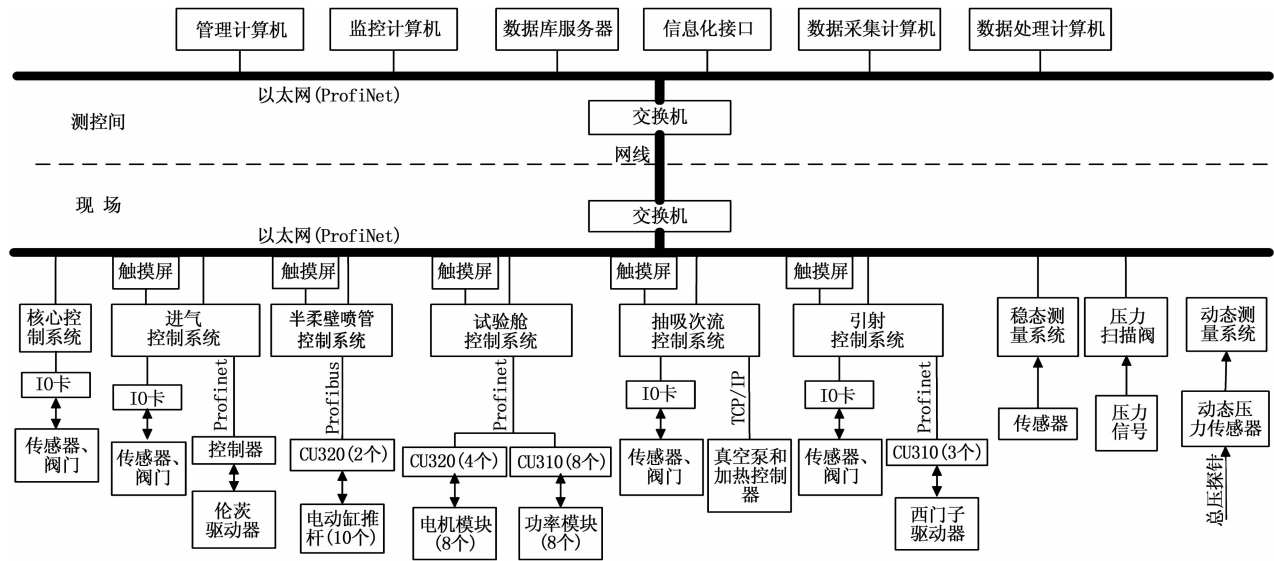 管理计算机
监控计算机
数据库服务器
信息化接口
数据采集计算机
数据处理计算机
以太网(ProfiNet)
测控间
交换机
网线
现 场
交换机
以太网(ProfiNet)
触摸屏
触摸屏
触摸屏
触摸屏
触摸屏
核心控
制系统
进气
控制系统
半柔壁喷管
控制系统
试验舱
控制系统
抽吸次流
控制系统
引射
控制系统
稳态测
量系统
压力
扫描阀
动态测
量系统
IO卡
IO卡
Profinet
Profibus
Profinet
IO卡
TCP/IP
IO卡
Profinet
传感器、
阀门
传感器、
阀门
控制器
伦茨
驱动器
CU320(2个)
电动缸推
杆(10个)
CU320(4个)
CU310(8个)
电机模块
(8个)
功率模块
(8个)
传感器、
阀门
真空泵和
加热控制
器
传感器、
阀门
CU310(3个)
西门子
驱动器
传感器
压力
信号
动态压
力传感器
总压探针